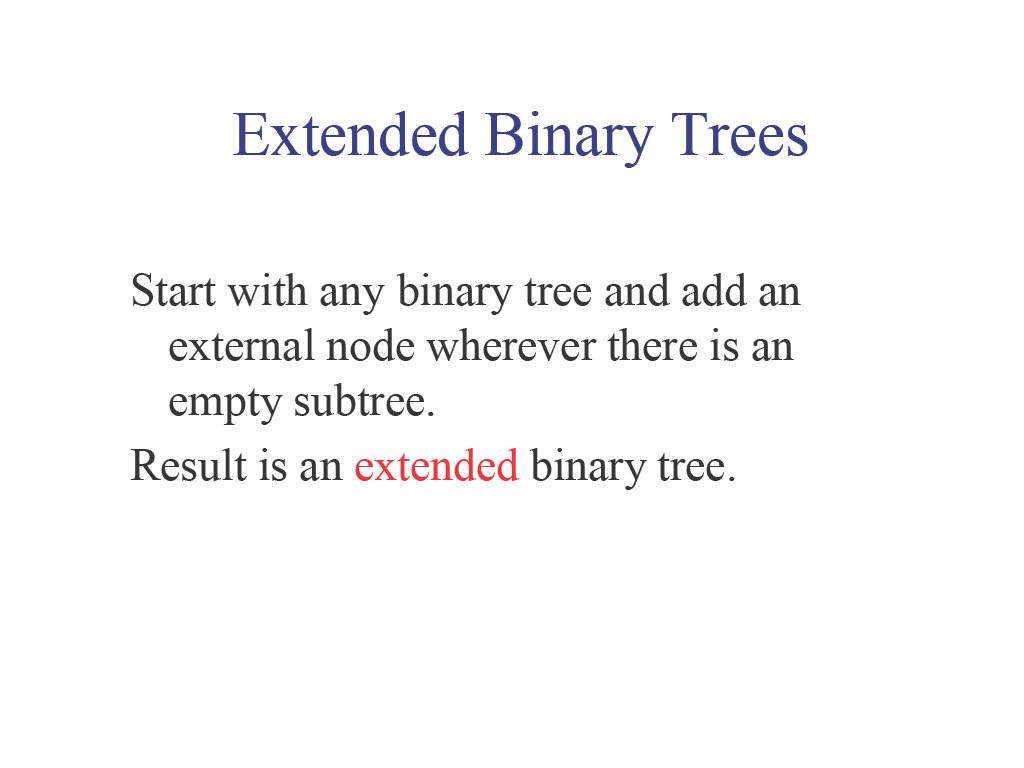 Extended Binary Trees
Start with any binary tree and add an
external node wherever there is an
empty subtree.
Result is an extended binary tree.